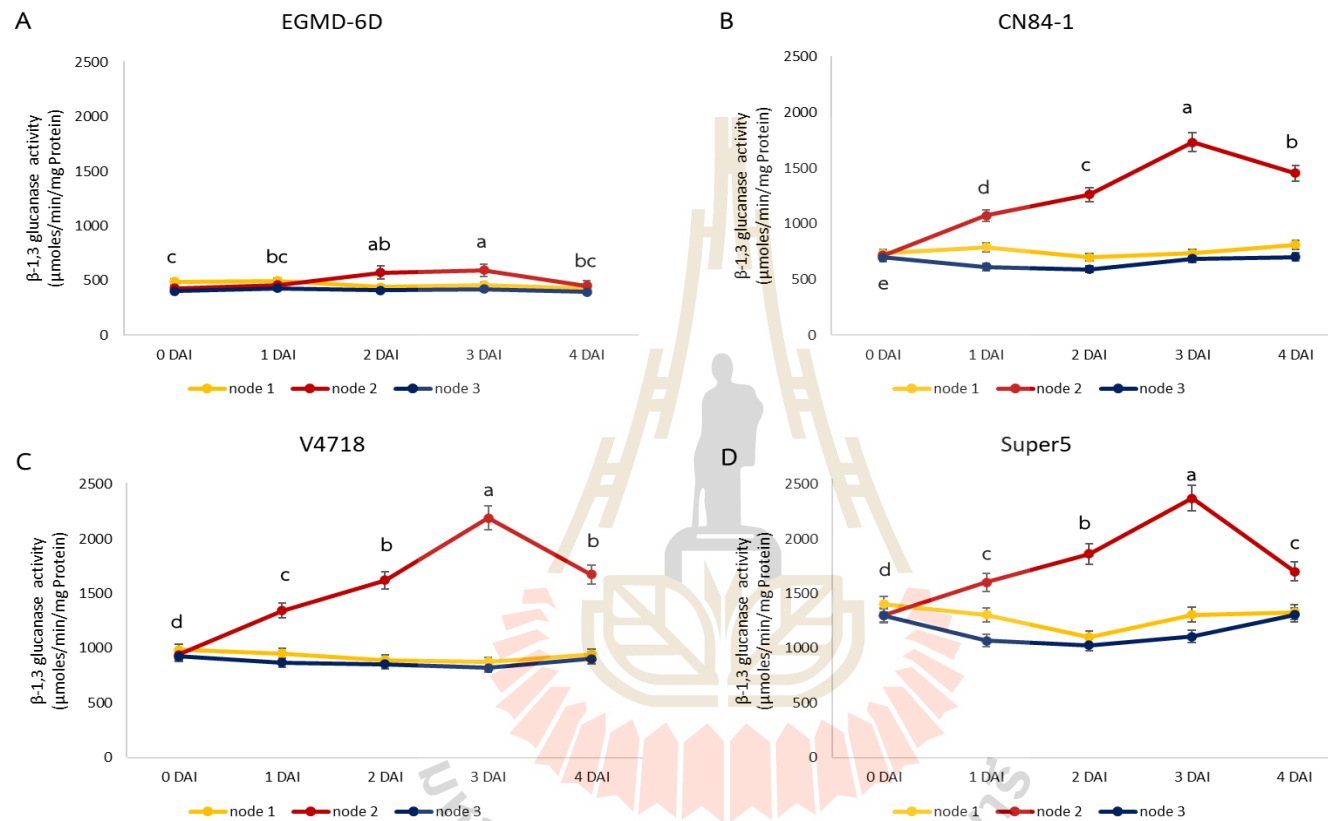 A
EGMD-6D
β-1,3 glucanase activity
(µmoles/min/mg Protein)
2500
2000
1500
1000
500
0
c
bc
ab
a
bc
0 DAI
1 DAI
2 DAI
3 DAI
4 DAI
node 1
node 2
node 3
B
CN84-1
β-1,3 glucanase activity
(µmoles/min/mg Protein)
2500
2000
1500
1000
500
0
e
d
c
a
b
0 DAI
1 DAI
2 DAI
3 DAI
4 DAI
node 1
node 2
node 3
C
V4718
β-1,3 glucanase activity
(µmoles/min/mg Protein)
2500
2000
1500
1000
500
0
d
c
b
a
b
0 DAI
1 DAI
2 DAI
3 DAI
4 DAI
node 1
node 2
node 3
D
Super5
β-1,3 glucanase activity
(µmoles/min/mg Protein)
2500
2000
1500
1000
500
0
d
c
b
a
c
0 DAI
1 DAI
2 DAI
3 DAI
4 DAI
node 1
node 2
node 3